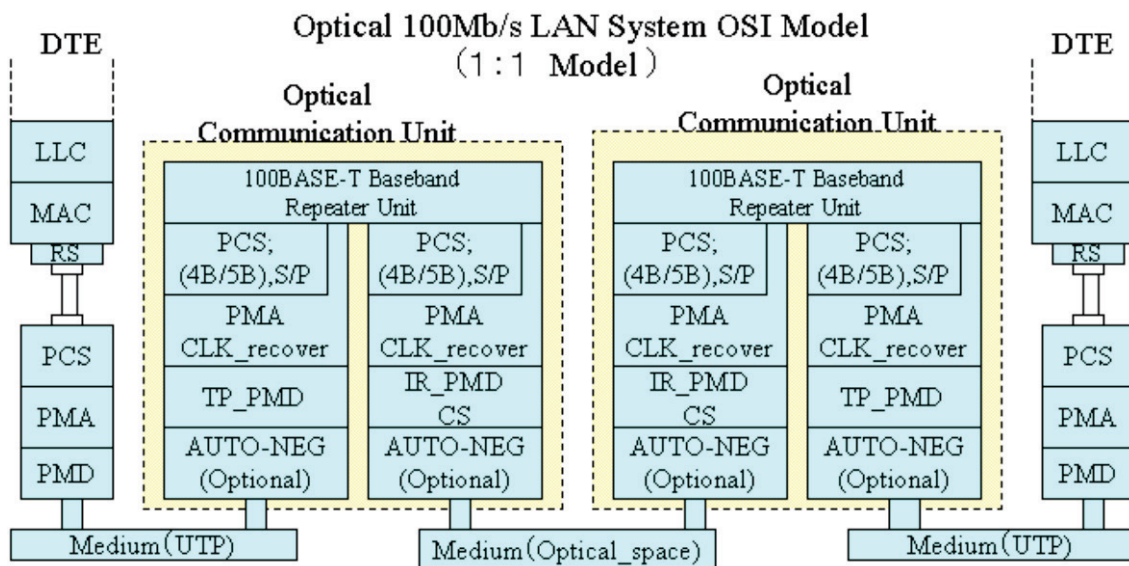 Optical 100Mb/s LAN System OSI Model
(1:1 Model)
DTE
LLC
MAC
RS
PCS
PMA
PMD
Medium(UTP)
Optical
Communication Unit
100BASE-T Baseband
Repeater Unit
PCS;
(4B/5B),S/P
PMA
CLK_recover
TP_PMD
AUTO-NEG
(Optional)
PCS;
(4B/5B),S/P
PMA
CLK_recover
IR_PMD
CS
AUTO-NEG
(Optional)
Medium(Optical_space)
Optical
Communication Unit
100BASE-T Baseband
Repeater Unit
PCS;
(4B/5B),S/P
PMA
CLK_recover
IR_PMD
CS
AUTO-NEG
(Optional)
PCS;
(4B/5B),S/P
PMA
CLK_recover
TP_PMD
AUTO-NEG
(Optional)
DTE
LLC
MAC
RS
PCS
PMA
PMD
Medium(UTP)